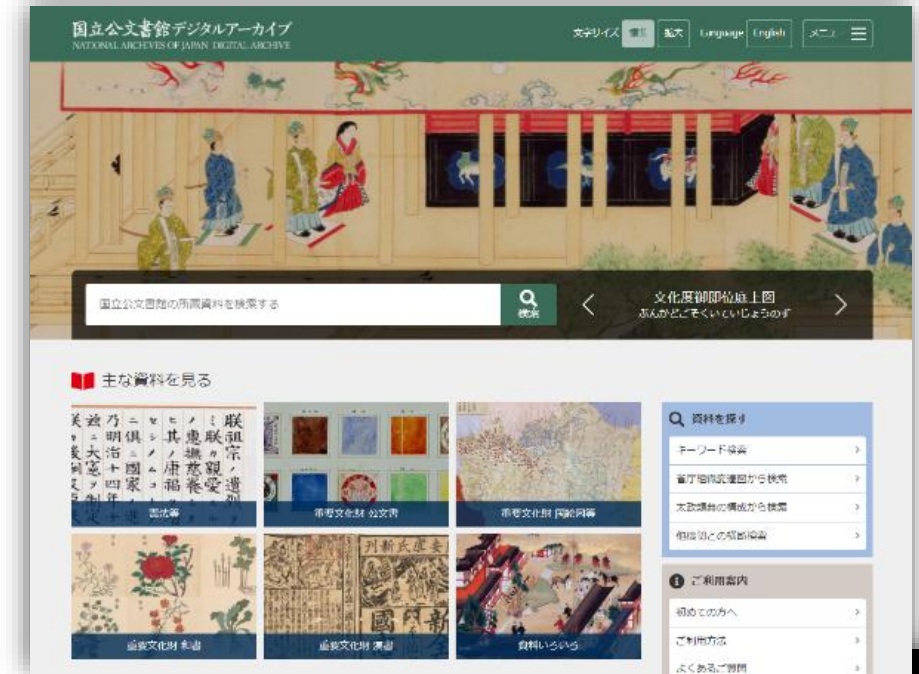 国立公文書館デジタルアーカイブ
NATIONAL ARCHIVES OF JAPAN DIGITAL ARCHIVE
文字サイズ 標準 拡大 Language English メニュー
国立公文書館の所蔵資料を検索する
検索
文化度御即位庭上図
ぶんかどごそくいていじょうのず
主な資料を見る
憲法等
重要文化財 公文書
重要文化財 国絵図等
重要文化財 和書
重要文化財 漢書
資料いろいろ
資料を探す
キーワード検索
省庁組織変遷図から検索
太政類典の構成から検索
他機関との横断検索
ご利用案内
初めての方へ
ご利用方法
よくあるご質問